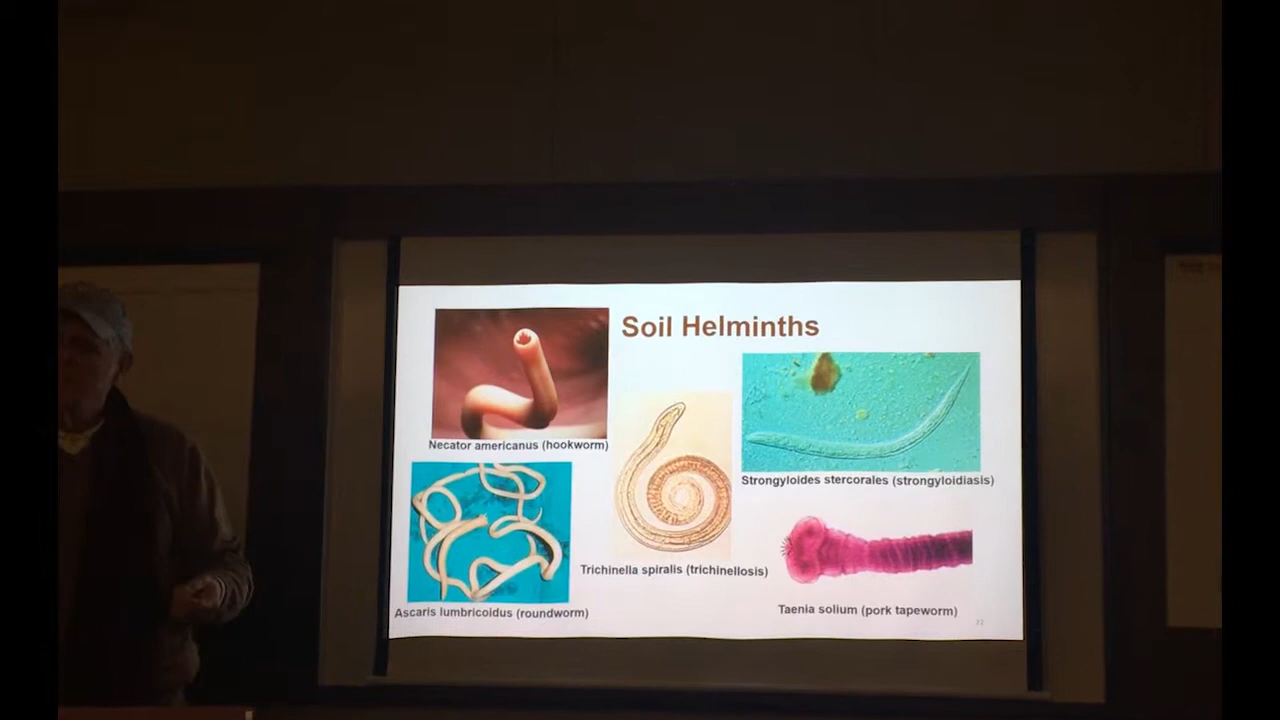 Soil Helminths
Necator americanus (hookworm)
Strongyloides stercorales (strongyloidiasis)
Trichinella spiralis (trichinellosis)
Ascaris lumbricoidus (roundworm)
Taenia solium (pork tapeworm)